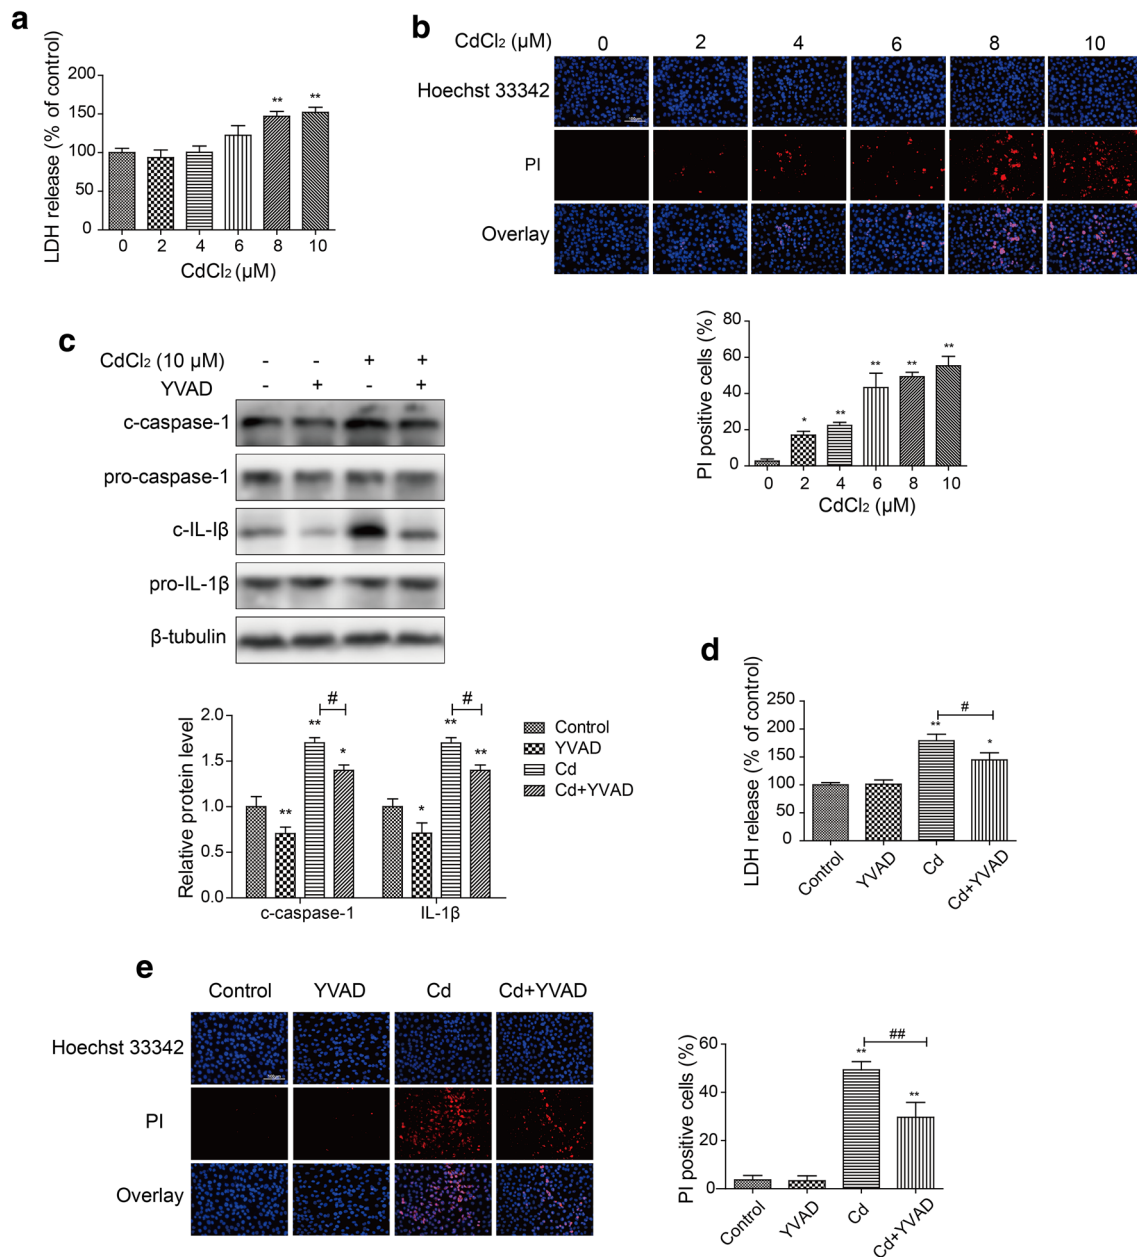 a
LDH release (% of control)
200
150
100
50
0
** **
0 2 4 6 8 10
CdCl₂ (µM)
b
CdCl₂ (µM) 0 2 4 6 8 10
Hoechst 33342
100µm
PI
Overlay
PI positive cells (%)
80
60
40
20
0
* ** ** ** **
0 2 4 6 8 10
CdCl₂ (µM)
c
CdCl₂ (10 µM) - - + +
YVAD - + - +
c-caspase-1
pro-caspase-1
c-IL-Iβ
pro-IL-1β
β-tubulin
Relative protein level
2.0
1.5
1.0
0.5
0.0
# #
** ** * ** * **
c-caspase-1 IL-1β
Control
YVAD
Cd
Cd+YVAD
d
LDH release (% of control)
250
200
150
100
50
0
#
** *
Control YVAD Cd Cd+YVAD
e
Control YVAD Cd Cd+YVAD
Hoechst 33342
100µm
PI
Overlay
PI positive cells (%)
60
40
20
0
##
** **
Control YVAD Cd Cd+YVAD